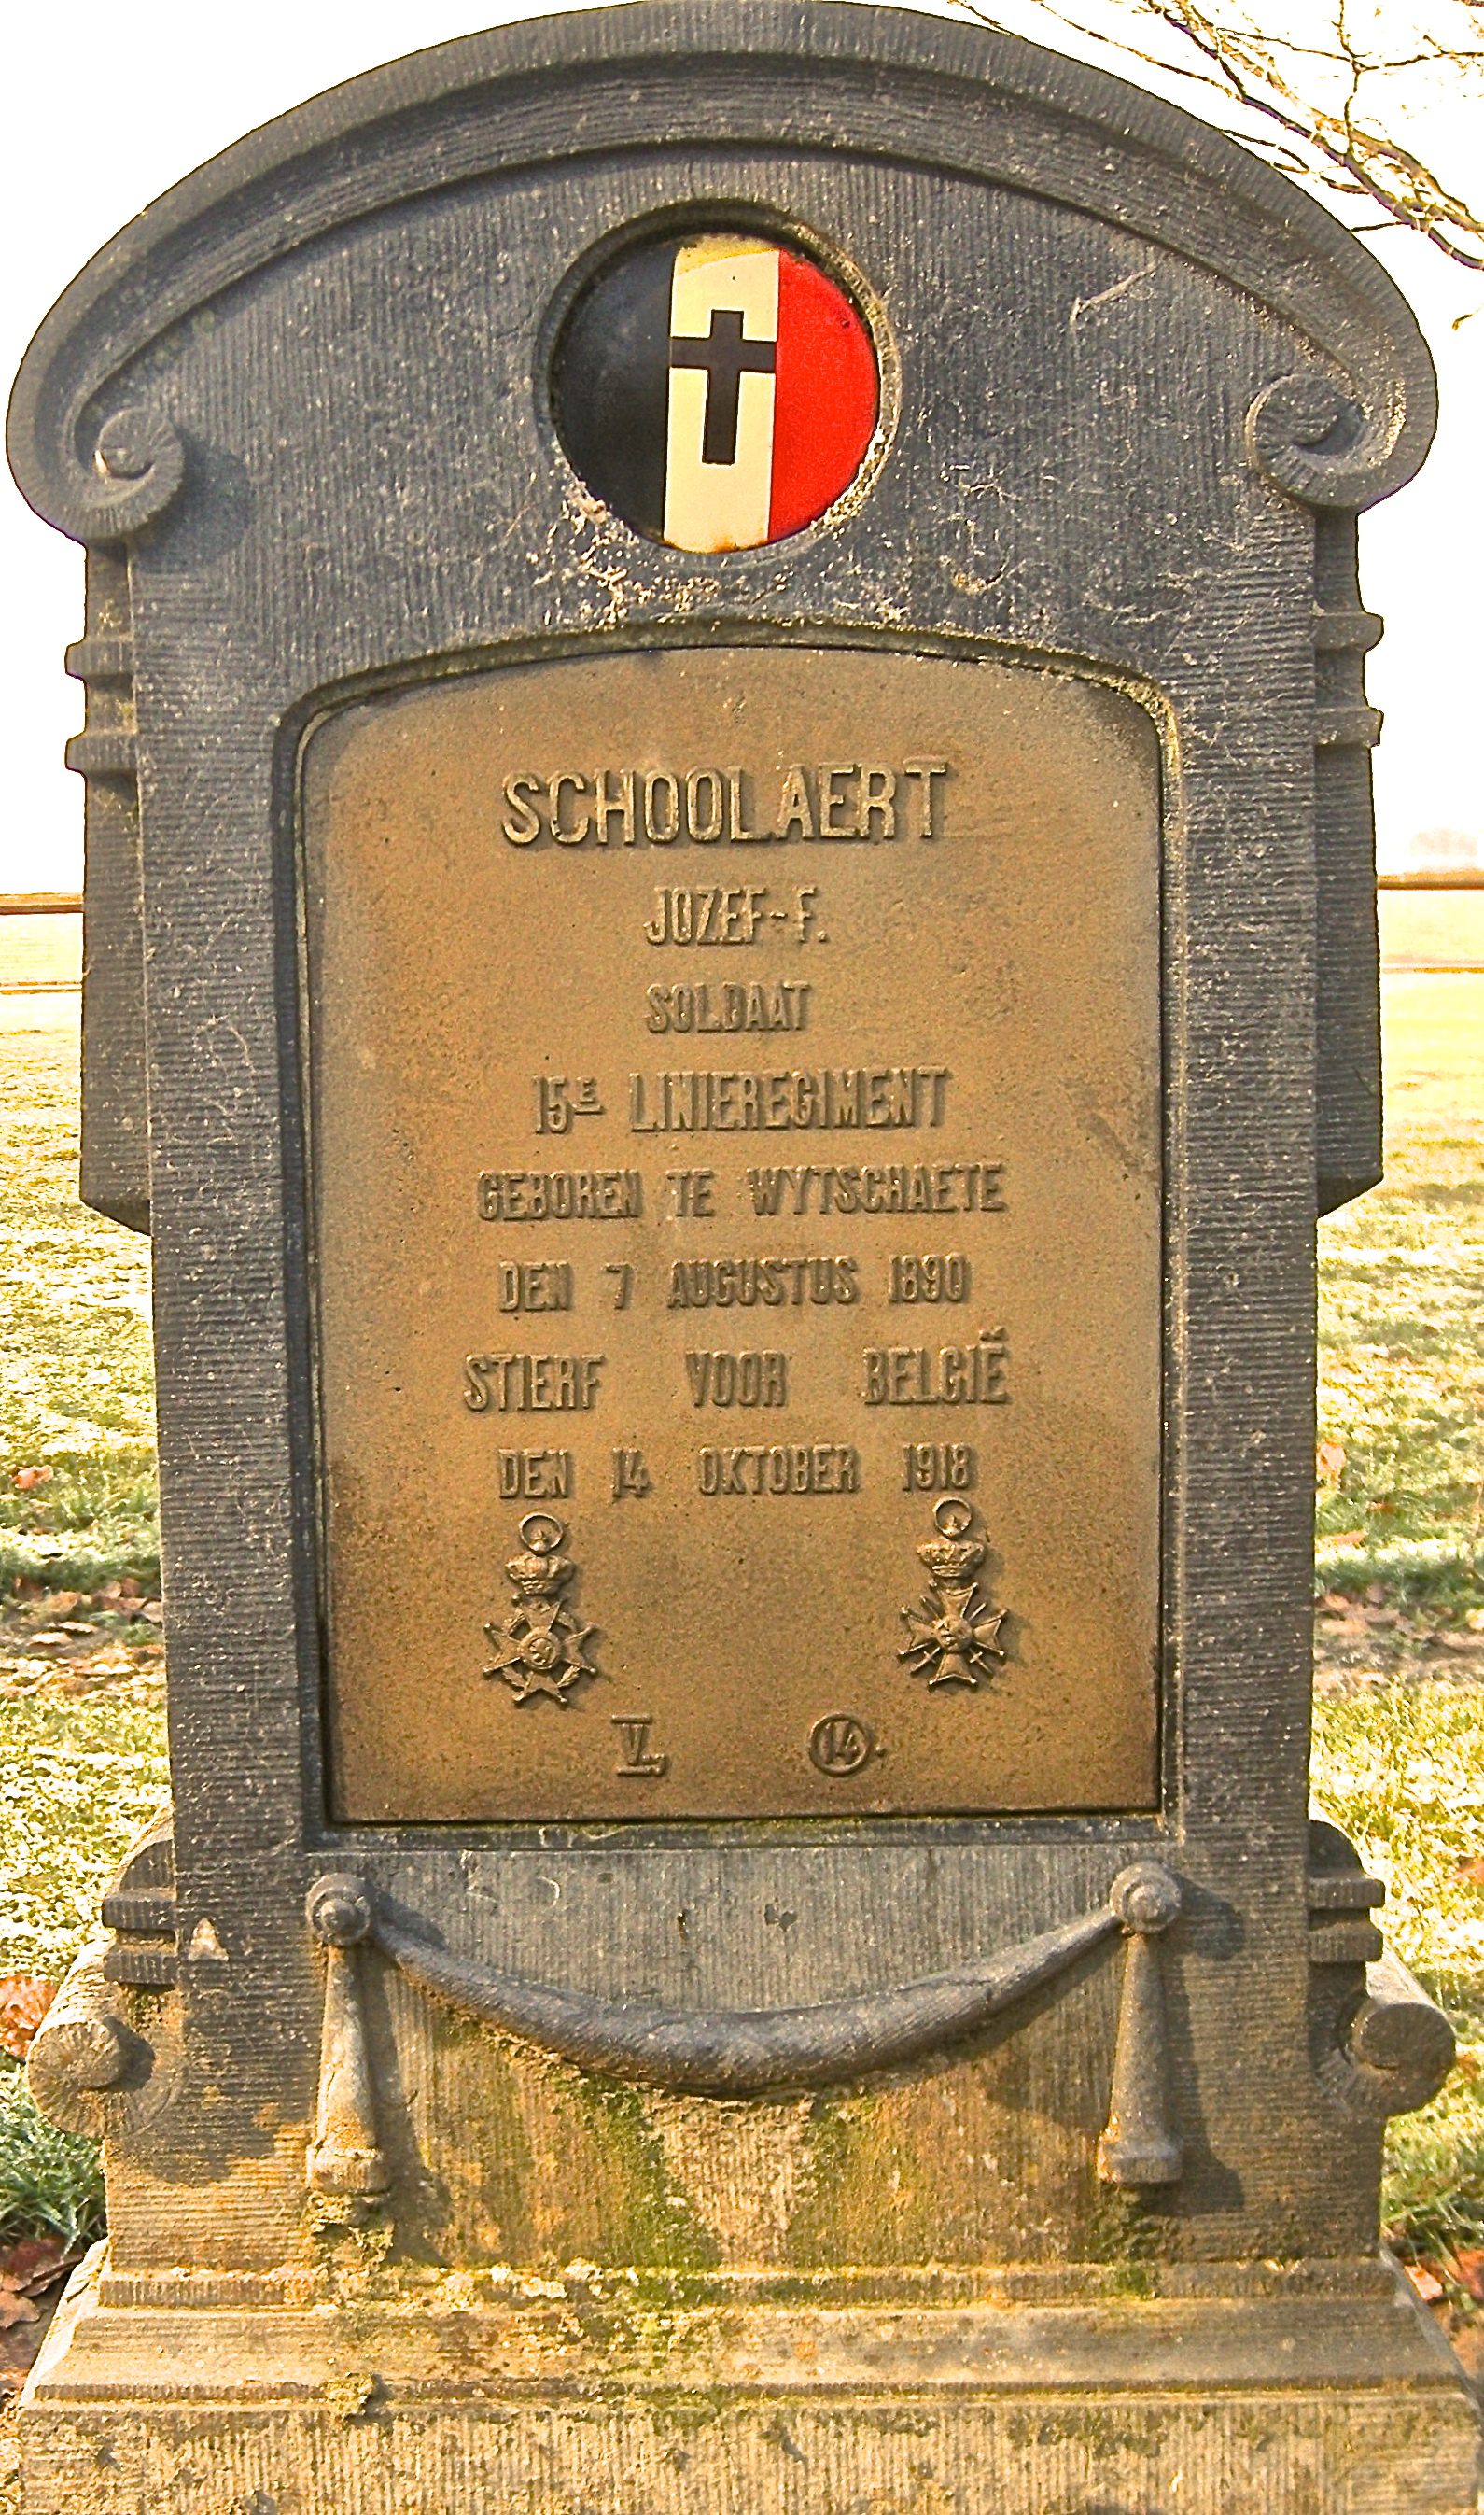 SCHOOLAERT
JOZEF-F.
SOLDAAT
15E LINIEREGIMENT
GEBOREN TE WYTSCHAETE
DEN 7 AUGUSTUS 1890
STIERF VOOR BELGIË
DEN 14 OKTOBER 1918
V. 14.